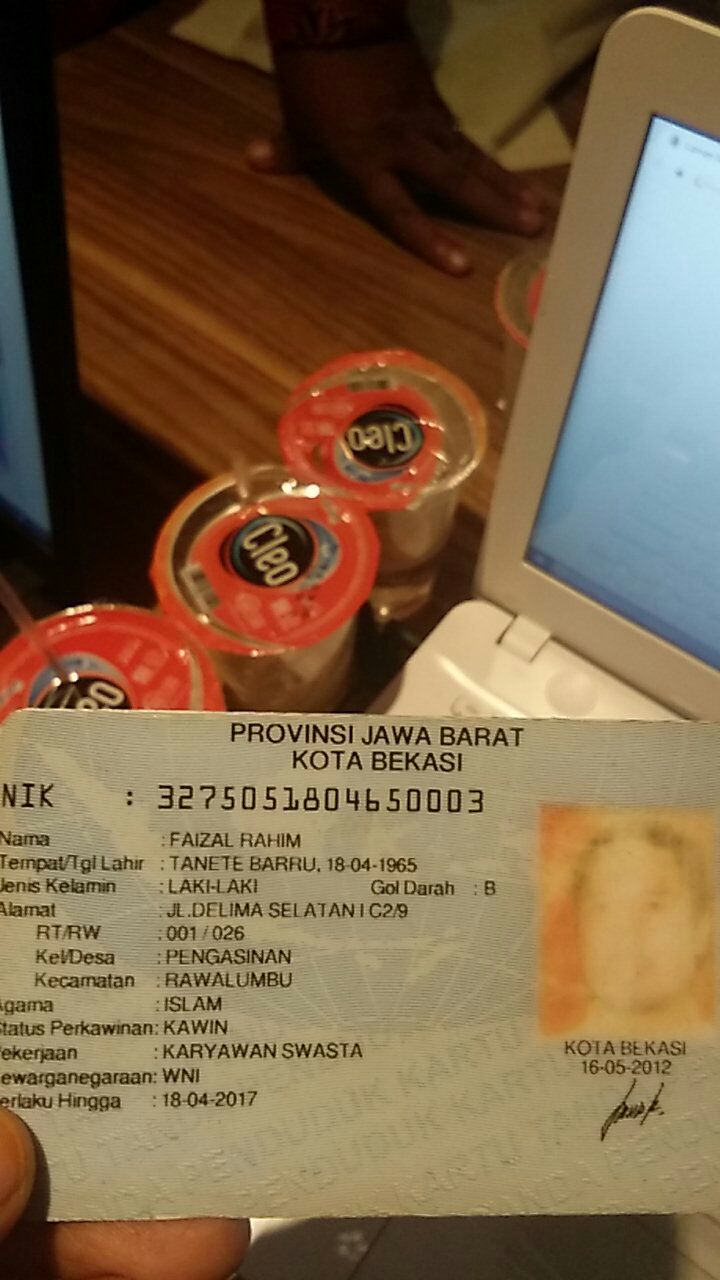 Cleo
Cleo
PROVINSI JAWA BARAT
KOTA BEKASI
NIK : 3275051804650003
Nama : FAIZAL RAHIM
Tempat/Tgl Lahir : TANETE BARRU, 18-04-1965
Jenis Kelamin : LAKI-LAKI Gol Darah : B
Alamat : JL.DELIMA SELATAN I C2/9
RT/RW : 001 / 026
Kel/Desa : PENGASINAN
Kecamatan : RAWALUMBU
Agama : ISLAM
Status Perkawinan: KAWIN
ekerjaan : KARYAWAN SWASTA
ewarganegaraan: WNI
erlaku Hingga : 18-04-2017
KOTA BEKASI
16-05-2012